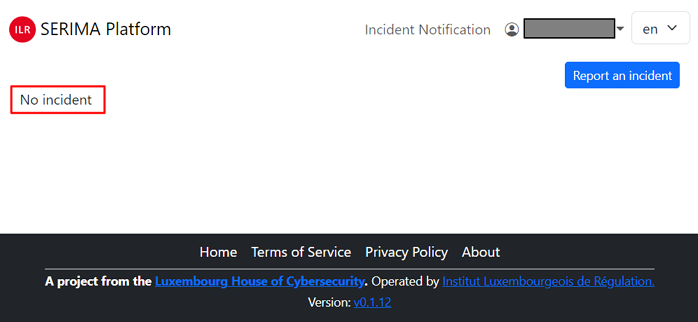 ILR SERIMA Platform Incident Notification en
Report an incident
No incident
Home Terms of Service Privacy Policy About
A project from the Luxembourg House of Cybersecurity. Operated by Institut Luxembourgeois de Régulation.
Version: v0.1.12